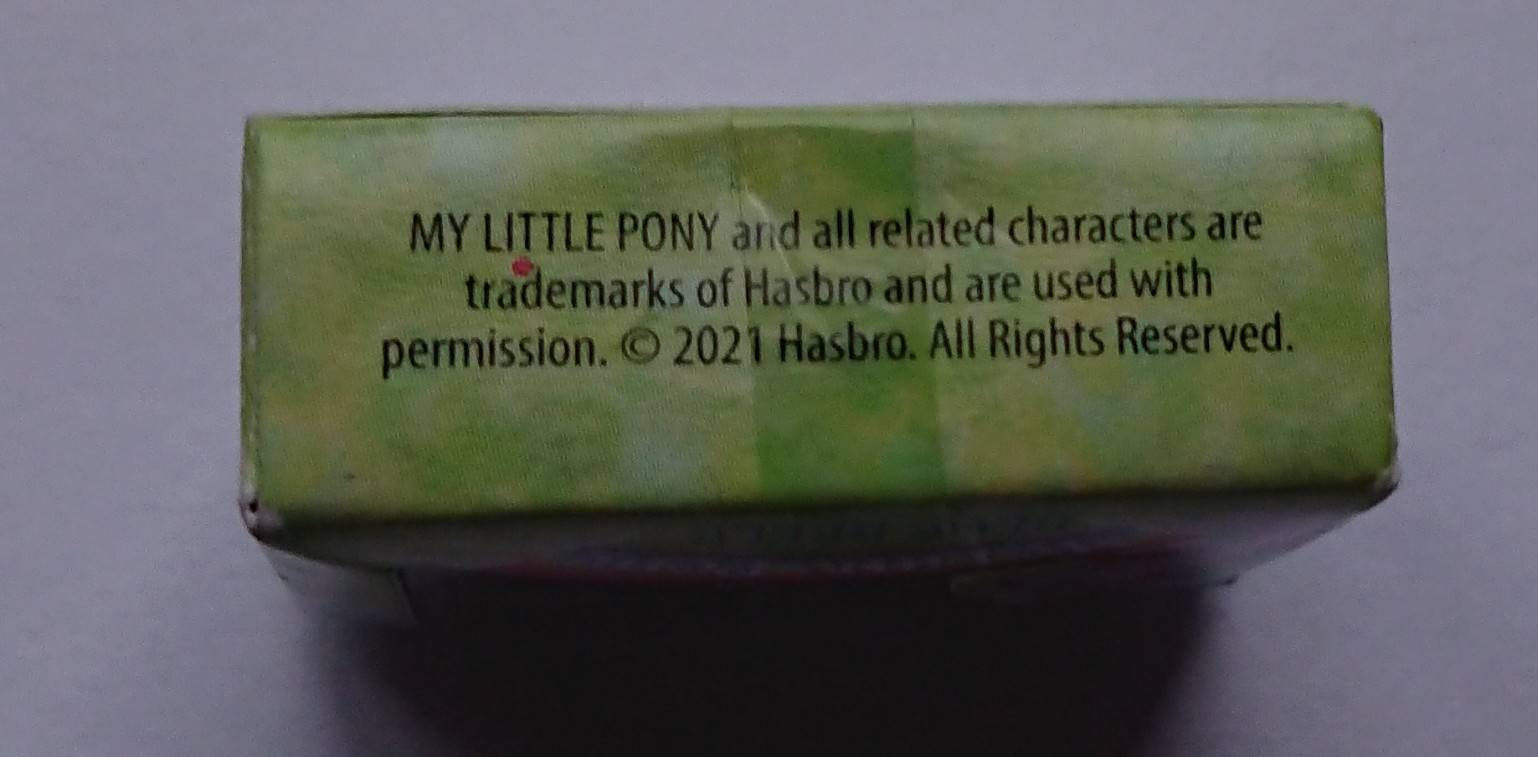 MY LITTLE PONY and all related characters are
trademarks of Hasbro and are used with
permission. © 2021 Hasbro. All Rights Reserved.